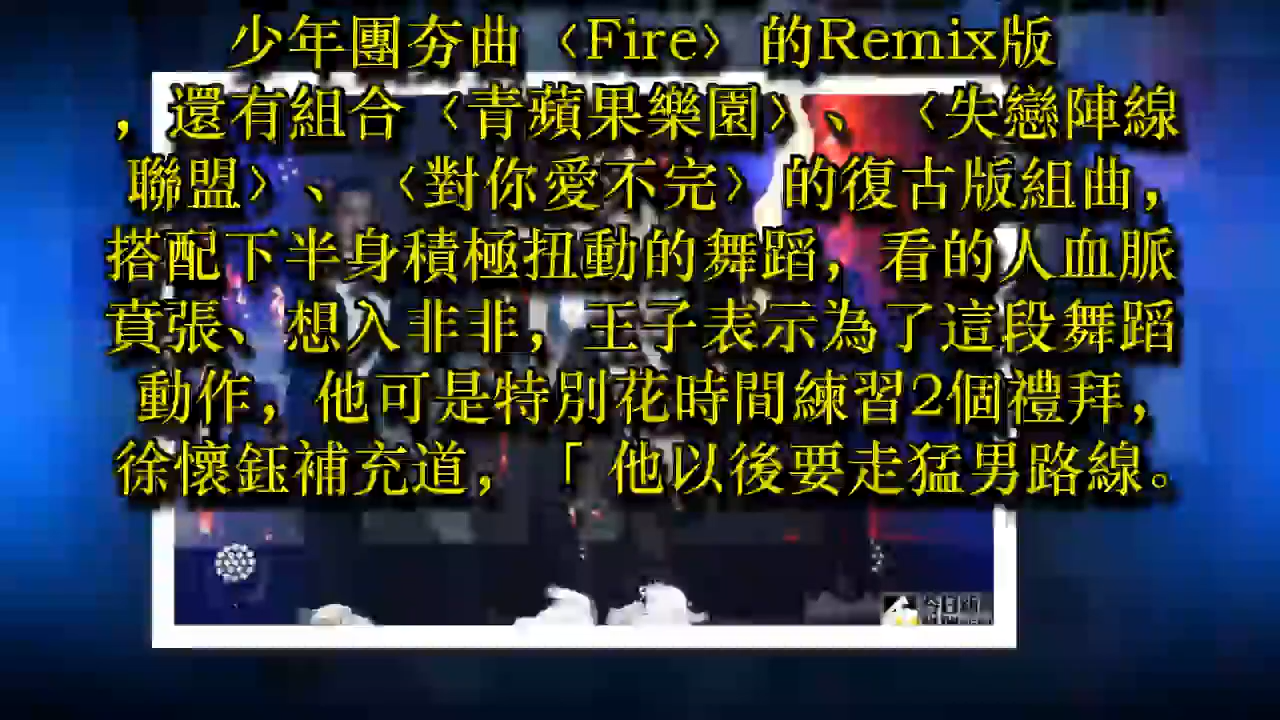 少年團夯曲〈Fire〉的Remix版
，還有組合〈青蘋果樂園〉、〈失戀陣線
聯盟〉、〈對你愛不完〉的復古版組曲，
搭配下半身積極扭動的舞蹈，看的人血脈
賁張、想入非非，王子表示為了這段舞蹈
動作，他可是特別花時間練習2個禮拜，
徐懷鈺補充道，「他以後要走猛男路線。
今日新聞